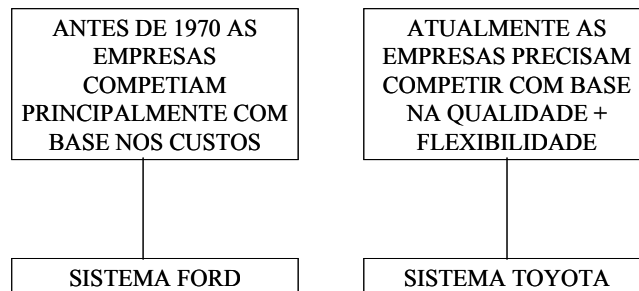 ANTES DE 1970 AS
EMPRESAS
COMPETIAM
PRINCIPALMENTE COM
BASE NOS CUSTOS
ATUALMENTE AS
EMPRESAS PRECISAM
COMPETIR COM BASE
NA QUALIDADE +
FLEXIBILIDADE
SISTEMA FORD
SISTEMA TOYOTA